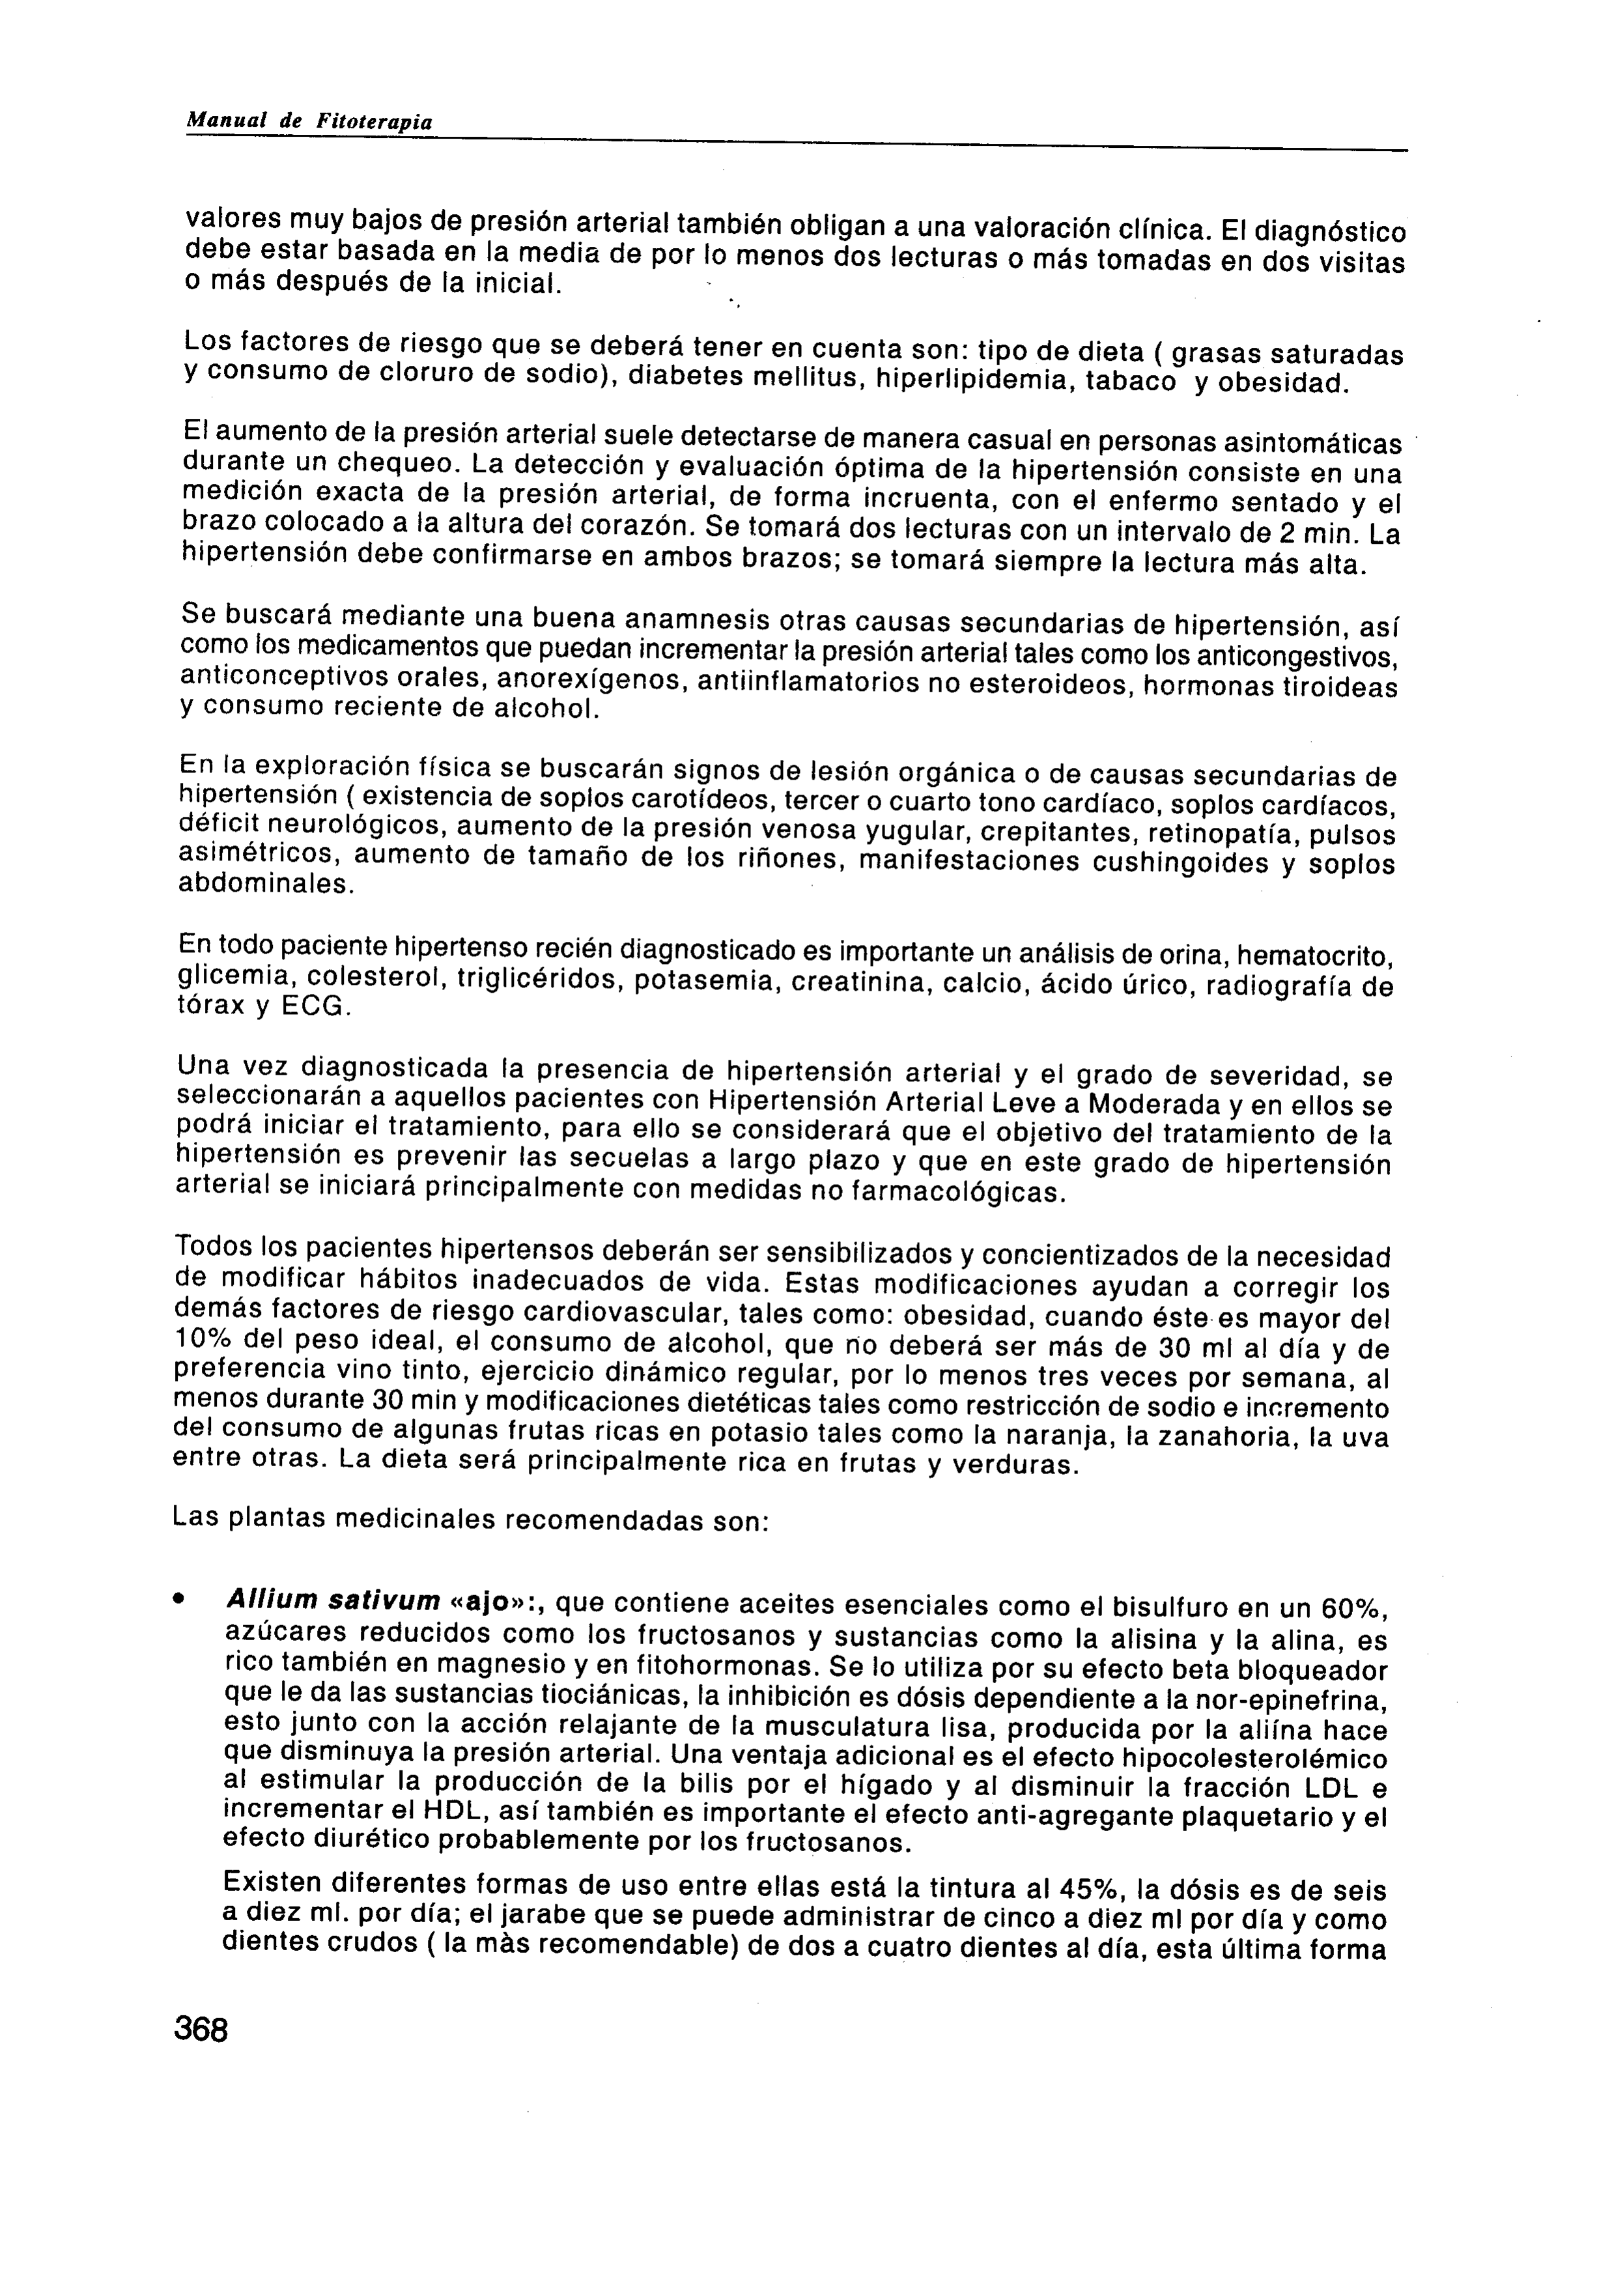 Manual de Fitoterapia
valores muy bajos de presión arterial también obligan a una valoración clínica. El diagnóstico
debe estar basada en la media de por lo menos dos lecturas o más tomadas en dos visitas
o más después de la inicial.
Los factores de riesgo que se deberá tener en cuenta son: tipo de dieta ( grasas saturadas
y consumo de cloruro de sodio), diabetes mellitus, hiperlipidemia, tabaco y obesidad.
El aumento de la presión arterial suele detectarse de manera casual en personas asintomáticas
durante un chequeo. La detección y evaluación óptima de la hipertensión consiste en una
medición exacta de la presión arterial, de forma incruenta, con el enfermo sentado y el
brazo colocado a la altura del corazón. Se tomará dos lecturas con un intervalo de 2 min. La
hipertensión debe confirmarse en ambos brazos; se tomará siempre la lectura más alta.
Se buscará mediante una buena anamnesis otras causas secundarias de hipertensión, así
como los medicamentos que puedan incrementar la presión arterial tales como los anticongestivos,
anticonceptivos orales, anorexígenos, antiinflamatorios no esteroideos, hormonas tiroideas
y consumo reciente de alcohol.
En la exploración física se buscarán signos de lesión orgánica o de causas secundarias de
hipertensión ( existencia de soplos carotídeos, tercer o cuarto tono cardíaco, soplos cardíacos,
déficit neurológicos, aumento de la presión venosa yugular, crepitantes, retinopatía, pulsos
asimétricos, aumento de tamaño de los riñones, manifestaciones cushingoides y soplos
abdominales.
En todo paciente hipertenso recién diagnosticado es importante un análisis de orina, hematocrito,
glicemia, colesterol, triglicéridos, potasemia, creatinina, calcio, ácido úrico, radiografía de
tórax y ECG.
Una vez diagnosticada la presencia de hipertensión arterial y el grado de severidad, se
seleccionarán a aquellos pacientes con Hipertensión Arterial Leve a Moderada y en ellos se
podrá iniciar el tratamiento, para ello se considerará que el objetivo del tratamiento de la
hipertensión es prevenir las secuelas a largo plazo y que en este grado de hipertensión
arterial se iniciará principalmente con medidas no farmacológicas.
Todos los pacientes hipertensos deberán ser sensibilizados y concientizados de la necesidad
de modificar hábitos inadecuados de vida. Estas modificaciones ayudan a corregir los
demás factores de riesgo cardiovascular, tales como: obesidad, cuando éste es mayor del
10% del peso ideal, el consumo de alcohol, que no deberá ser más de 30 ml al día y de
preferencia vino tinto, ejercicio dinámico regular, por lo menos tres veces por semana, al
menos durante 30 min y modificaciones dietéticas tales como restricción de sodio e incremento
del consumo de algunas frutas ricas en potasio tales como la naranja, la zanahoria, la uva
entre otras. La dieta será principalmente rica en frutas y verduras.
Las plantas medicinales recomendadas son:
• Allium sativum «ajo»:, que contiene aceites esenciales como el bisulfuro en un 60%,
azúcares reducidos como los fructosanos y sustancias como la alisina y la alina, es
rico también en magnesio y en fitohormonas. Se lo utiliza por su efecto beta bloqueador
que le da las sustancias tiociánicas, la inhibición es dósis dependiente a la nor-epinefrina,
esto junto con la acción relajante de la musculatura lisa, producida por la aliína hace
que disminuya la presión arterial. Una ventaja adicional es el efecto hipocolesterolémico
al estimular la producción de la bilis por el hígado y al disminuir la fracción LDL e
incrementar el HDL, así también es importante el efecto anti-agregante plaquetario y el
efecto diurético probablemente por los fructosanos.
Existen diferentes formas de uso entre ellas está la tintura al 45%, la dósis es de seis
a diez ml. por día; el jarabe que se puede administrar de cinco a diez ml por día y como
dientes crudos ( la màs recomendable) de dos a cuatro dientes al día, esta última forma
368